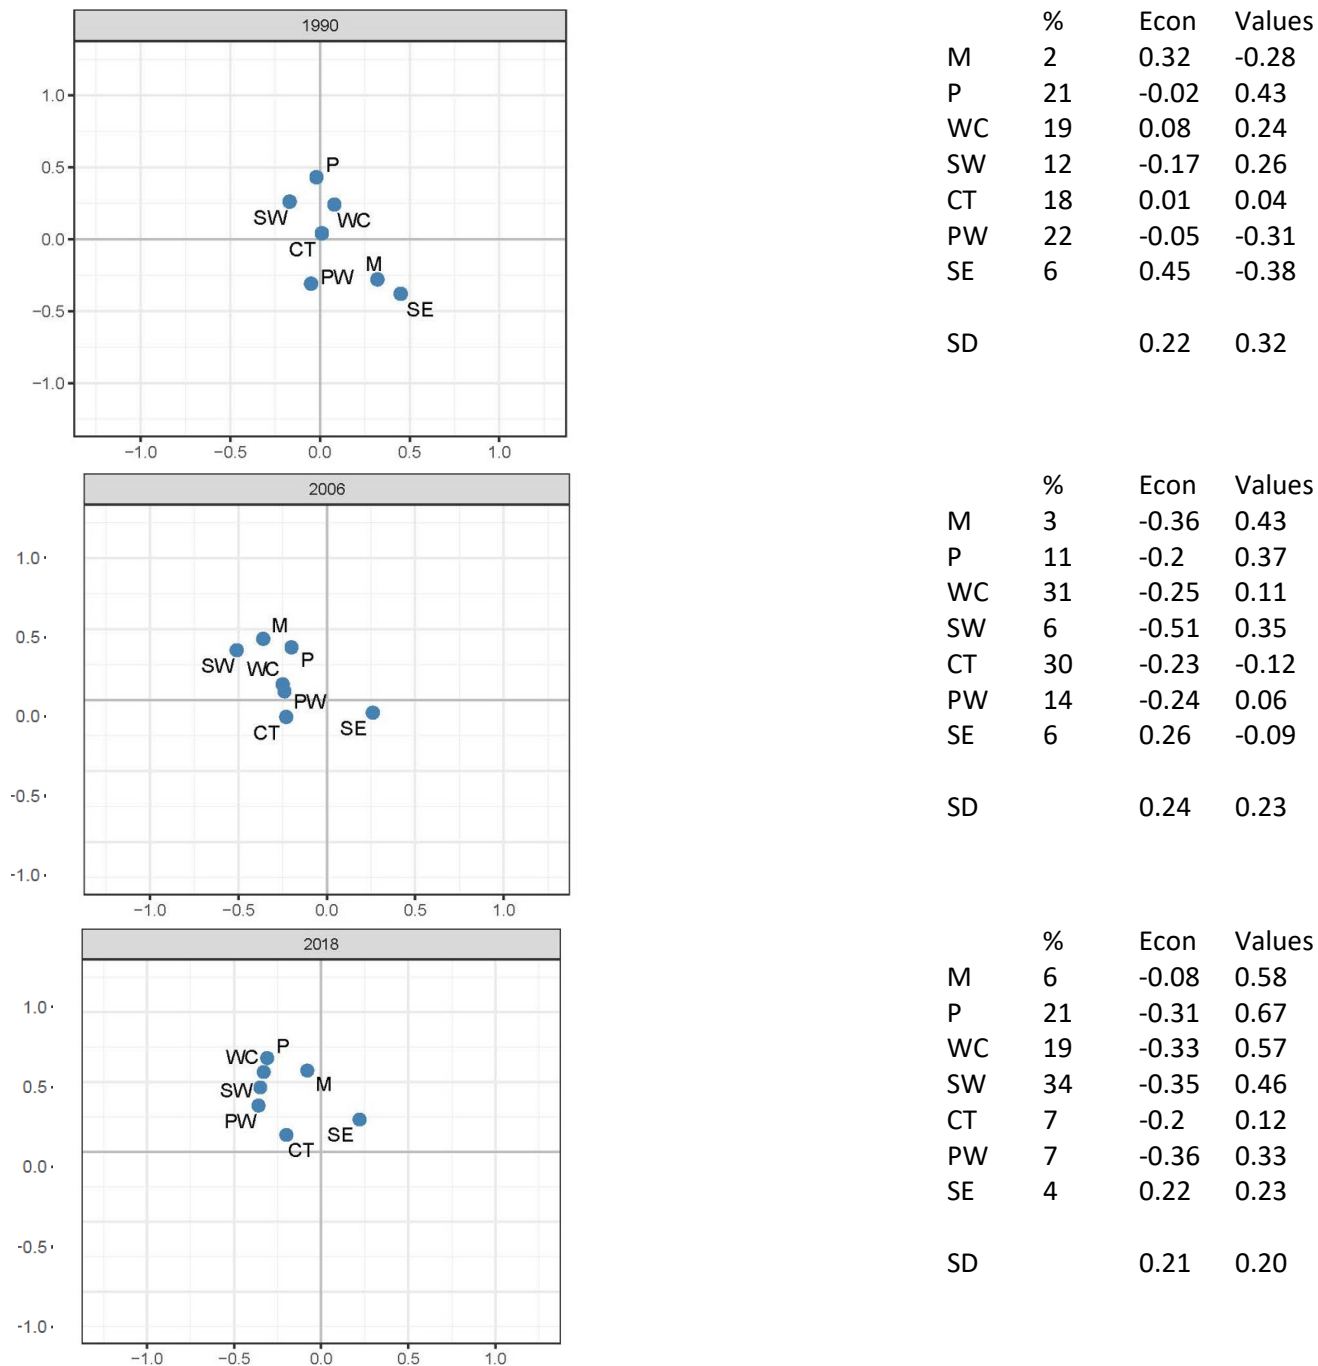 1990
1.0
0.5
0.0
−0.5
−1.0
P
SW
WC
CT
M
PW
SE
−1.0 −0.5 0.0 0.5 1.0
% Econ Values
M 2 0.32 -0.28
P 21 -0.02 0.43
WC 19 0.08 0.24
SW 12 -0.17 0.26
CT 18 0.01 0.04
PW 22 -0.05 -0.31
SE 6 0.45 -0.38
SD 0.22 0.32
2006
1.0
0.5
0.0
-0.5
-1.0
M
SW WC P
PW
CT SE
−1.0 −0.5 0.0 0.5 1.0
% Econ Values
M 3 -0.36 0.43
P 11 -0.2 0.37
WC 31 -0.25 0.11
SW 6 -0.51 0.35
CT 30 -0.23 -0.12
PW 14 -0.24 0.06
SE 6 0.26 -0.09
SD 0.24 0.23
2018
1.0
0.5
0.0
-0.5
-1.0
WC P
SW M
PW SE
CT
−1.0 −0.5 0.0 0.5 1.0
% Econ Values
M 6 -0.08 0.58
P 21 -0.31 0.67
WC 19 -0.33 0.57
SW 34 -0.35 0.46
CT 7 -0.2 0.12
PW 7 -0.36 0.33
SE 4 0.22 0.23
SD 0.21 0.20